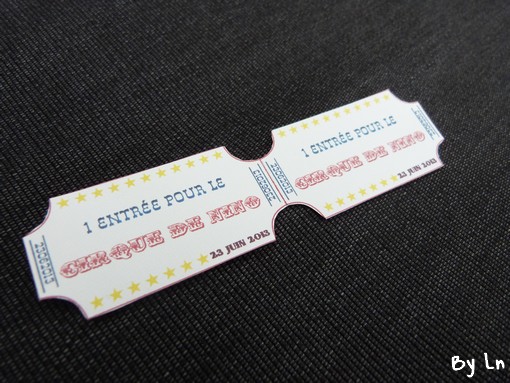 1 ENTRÉE POUR LE
CIRQUE DE NINO
23 JUIN 2013
1 ENTRÉE POUR LE
CIRQUE DE NINO
22 JUIN 2013
By Ln